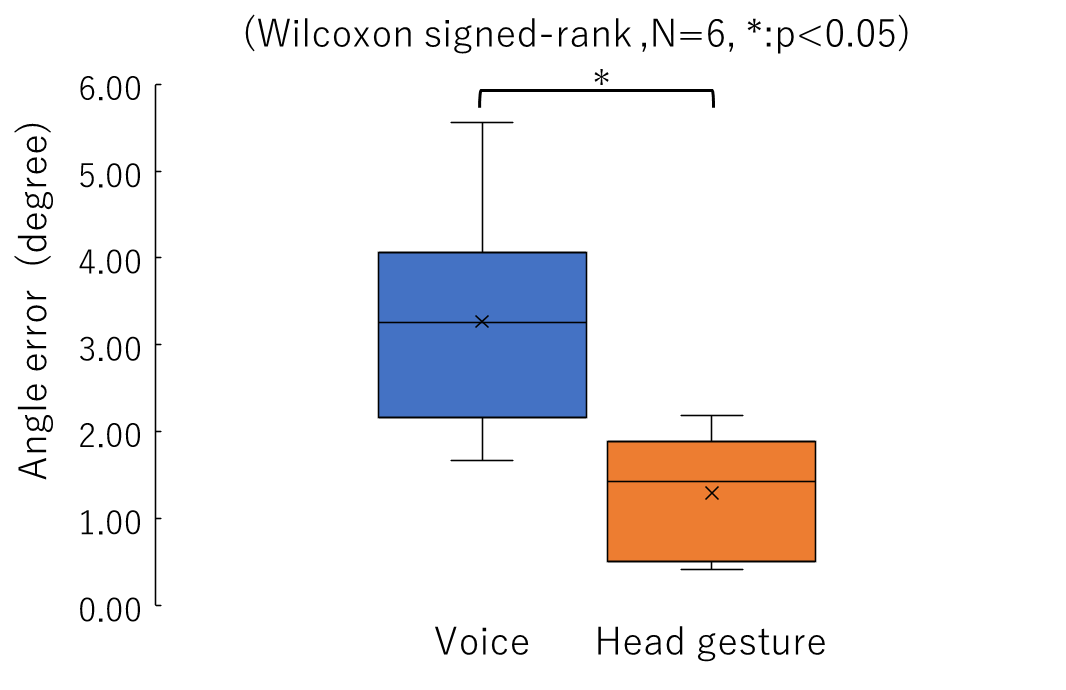 (Wilcoxon signed-rank ,N=6, *:p<0.05)
*
Angle error (degree)
6.00
5.00
4.00
3.00
2.00
1.00
0.00
Voice
Head gesture